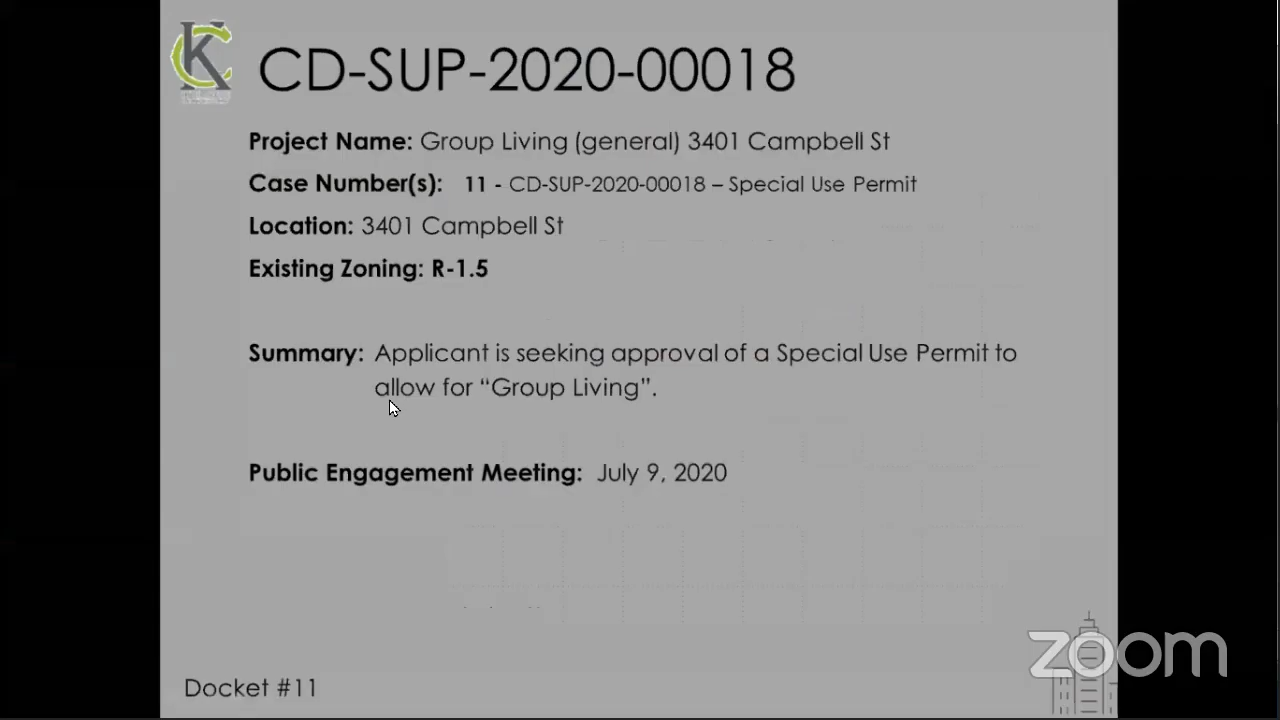 KC
CD-SUP-2020-00018
Project Name: Group Living (general) 3401 Campbell St
Case Number(s): 11 - CD-SUP-2020-00018 – Special Use Permit
Location: 3401 Campbell St
Existing Zoning: R-1.5
Summary: Applicant is seeking approval of a Special Use Permit to
allow for “Group Living”.
Public Engagement Meeting: July 9, 2020
zoom
Docket #11